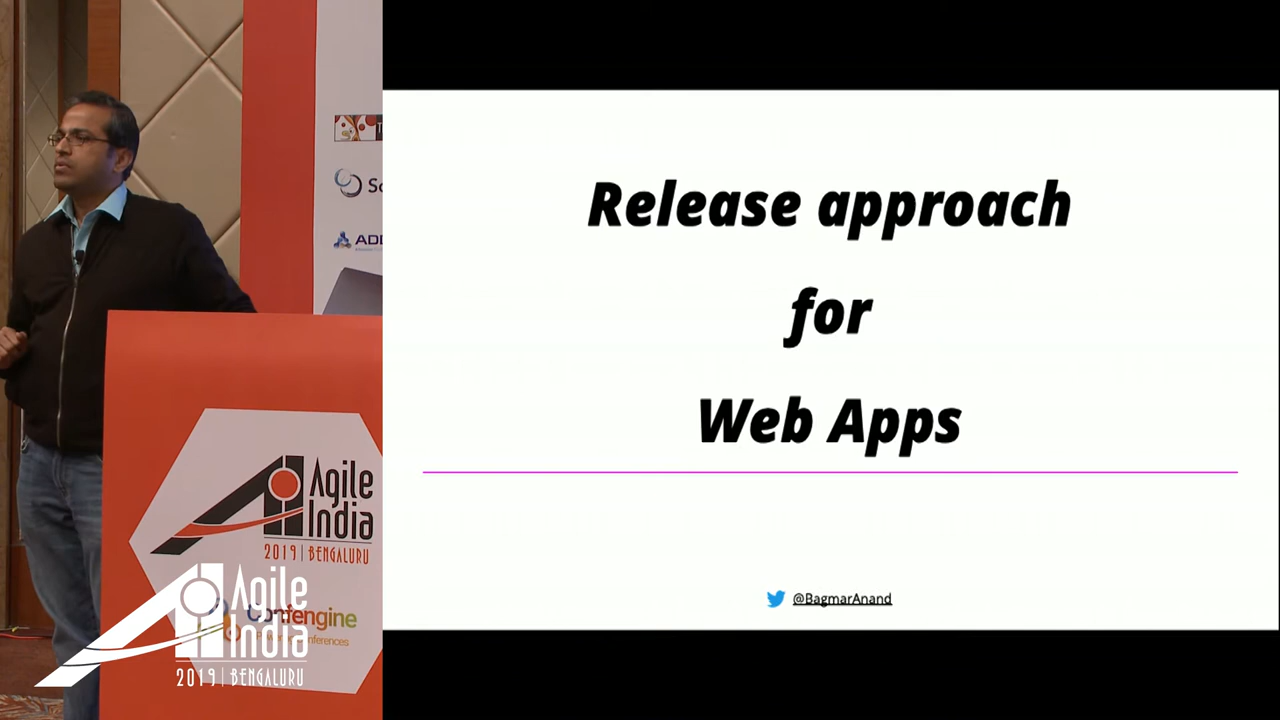 Release approach
for
Web Apps
@BagmarAnand
Agile
India
2019 | BENGALURU
Confengine
Agile
India
2019 | BENGALURU